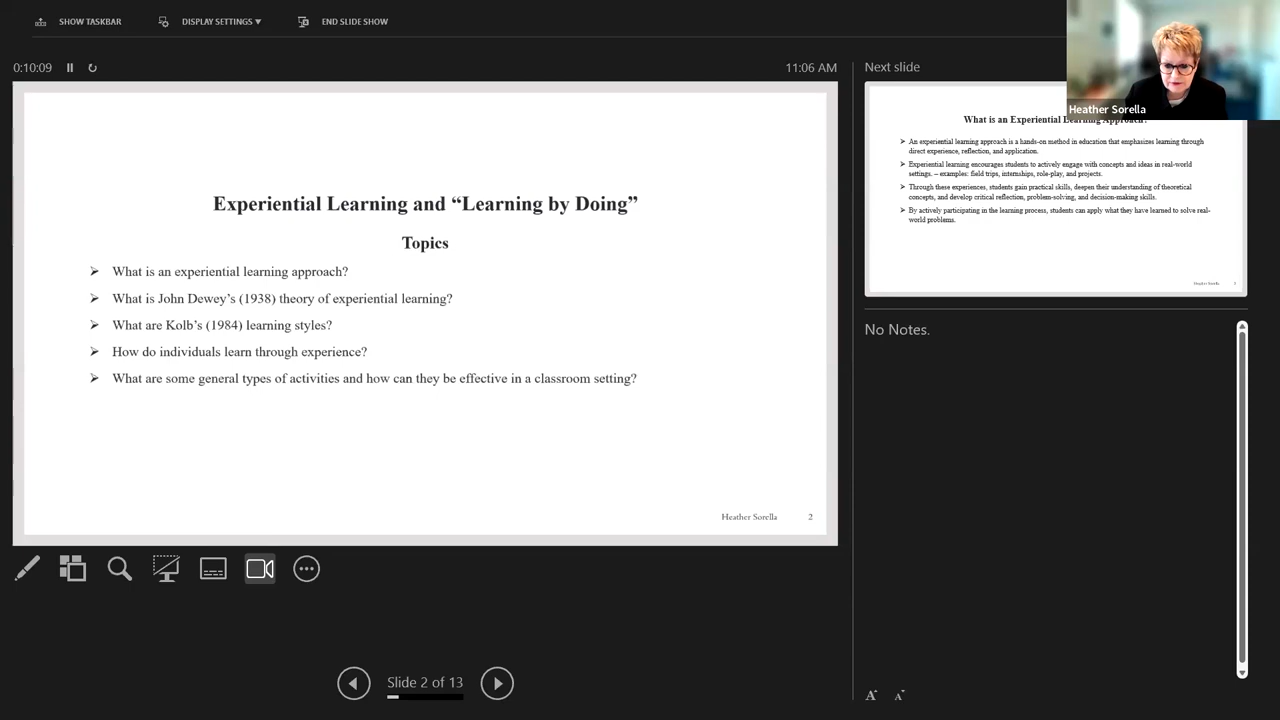 SHOW TASKBAR
DISPLAY SETTINGS ▼
END SLIDE SHOW
0:10:09
11:06 AM
Experiential Learning and “Learning by Doing”
Topics
➢ What is an experiential learning approach?
➢ What is John Dewey’s (1938) theory of experiential learning?
➢ What are Kolb’s (1984) learning styles?
➢ How do individuals learn through experience?
➢ What are some general types of activities and how can they be effective in a classroom setting?
Heather Sorella 2
Slide 2 of 13
Next slide
Heather Sorella
What is an Experiential Learning Approach?
➢ An experiential learning approach is a hands-on method in education that emphasizes learning through
direct experience, reflection, and application.
➢ Experiential learning encourages students to actively engage with concepts and ideas in real-world
settings. – examples: field trips, internships, role-play, and projects.
➢ Through these experiences, students gain practical skills, deepen their understanding of theoretical
concepts, and develop critical reflection, problem-solving, and decision-making skills.
➢ By actively participating in the learning process, students can apply what they have learned to solve real-
world problems.
Heather Sorella 3
No Notes.
A A